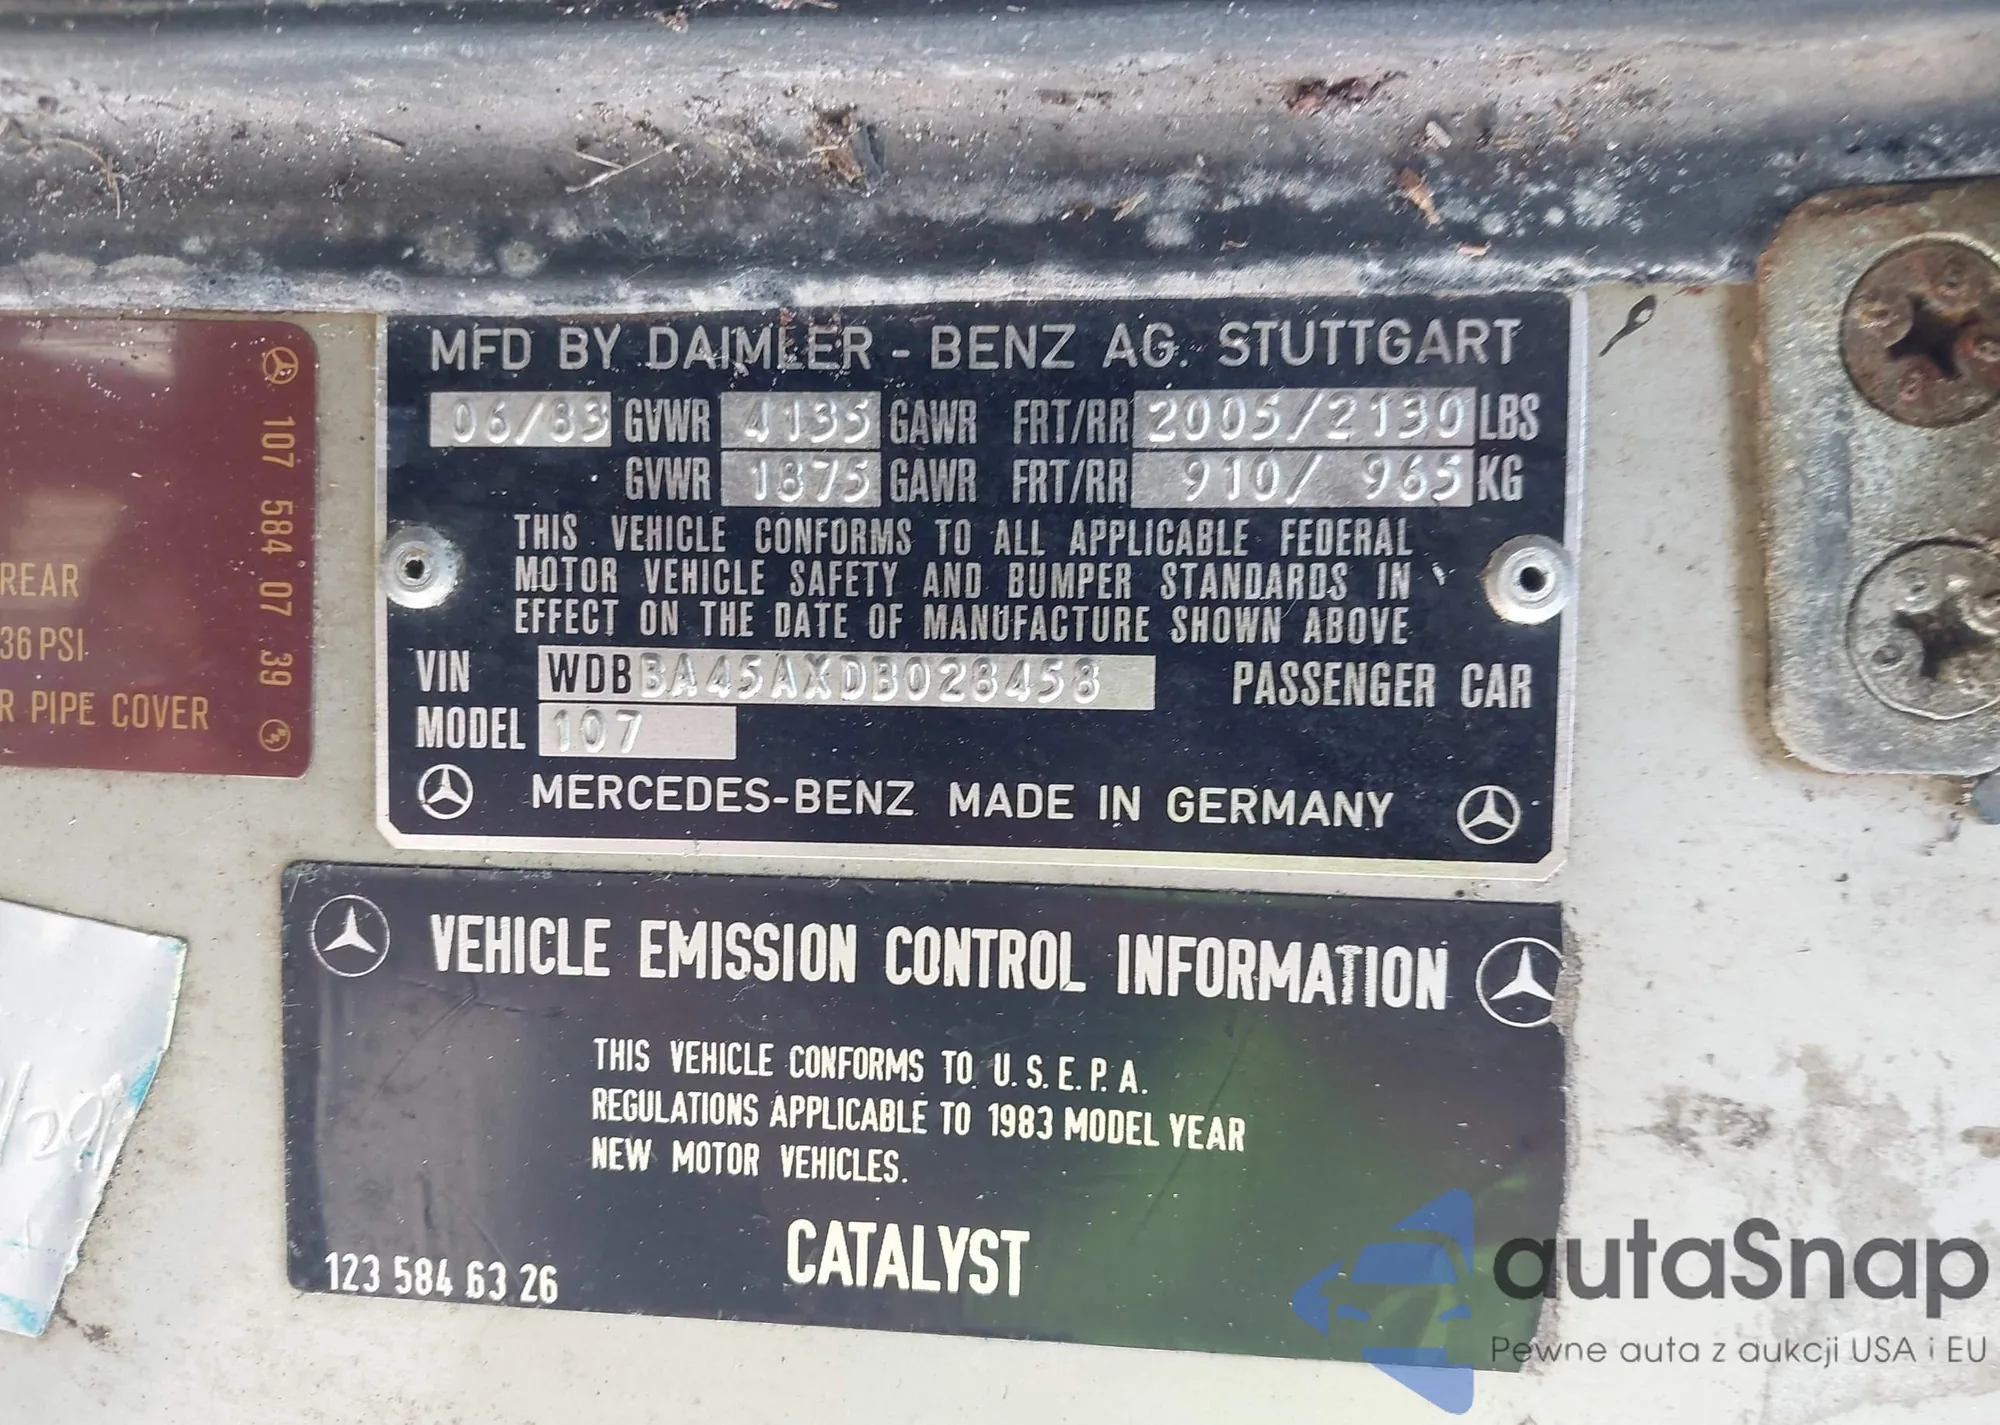 MFD BY DAIMLER - BENZ AG. STUTTGART
06/83 GVWR 4135 GAWR FRT/RR 2005/2130 LBS
GVWR 1875 GAWR FRT/RR 910/ 965 KG
THIS VEHICLE CONFORMS TO ALL APPLICABLE FEDERAL
MOTOR VEHICLE SAFETY AND BUMPER STANDARDS IN
EFFECT ON THE DATE OF MANUFACTURE SHOWN ABOVE
VIN WDBBA45AXDB028458 PASSENGER CAR
MODEL 107
MERCEDES-BENZ MADE IN GERMANY
107 584 07 39
REAR
36 PSI
R PIPE COVER
VEHICLE EMISSION CONTROL INFORMATION
THIS VEHICLE CONFORMS TO U.S.E.P.A.
REGULATIONS APPLICABLE TO 1983 MODEL YEAR
NEW MOTOR VEHICLES.
CATALYST
123 584 63 26
autaSnap
Pewne auta z aukcji USA i EU